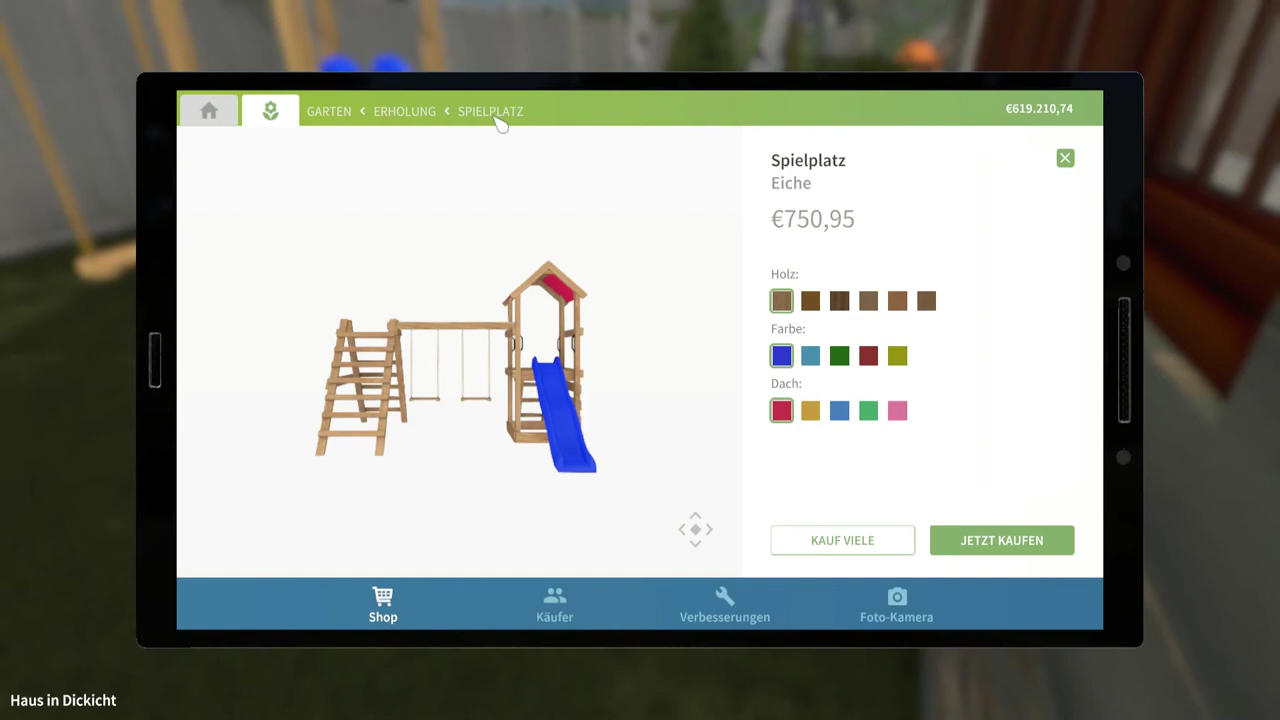 GARTEN < ERHOLUNG < SPIELPLATZ
€619.210,74
Spielplatz
Eiche
€750,95
Holz:
Farbe:
Dach:
KAUF VIELE
JETZT KAUFEN
Shop
Käufer
Verbesserungen
Foto-Kamera
Haus in Dickicht